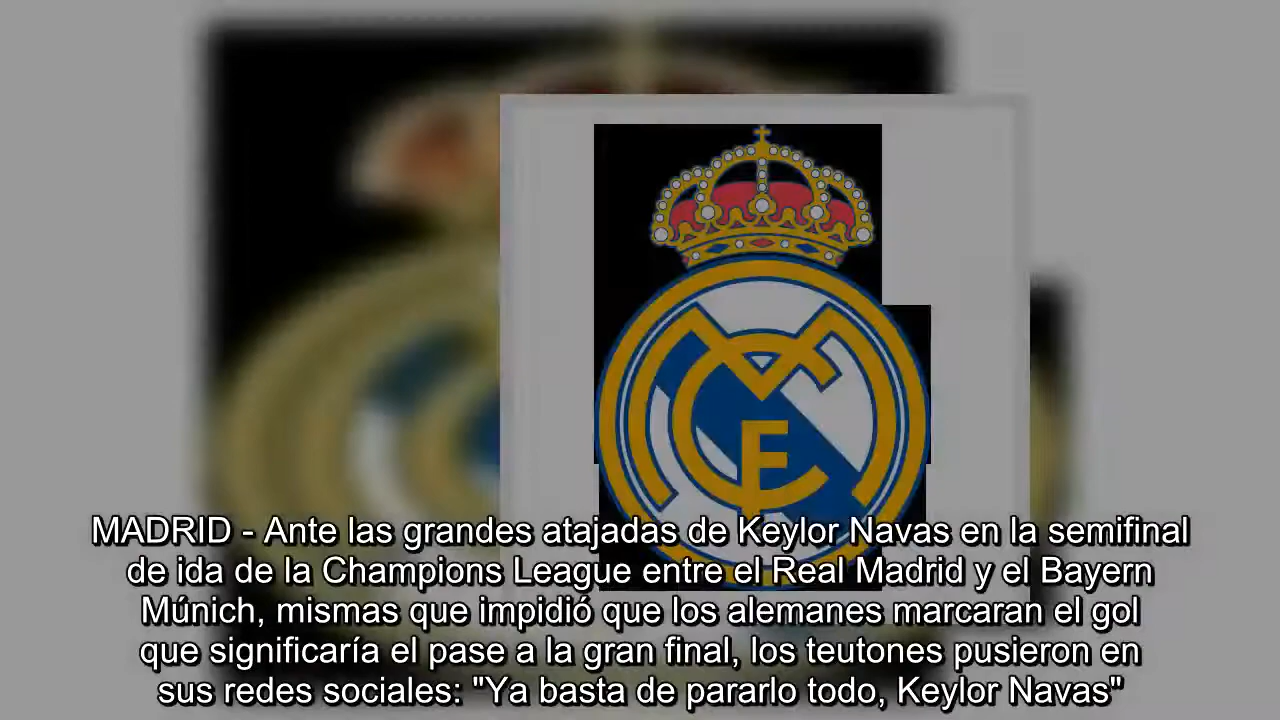 MADRID - Ante las grandes atajadas de Keylor Navas en la semifinal
de ida de la Champions League entre el Real Madrid y el Bayern
Múnich, mismas que impidió que los alemanes marcaran el gol
que significaría el pase a la gran final, los teutones pusieron en
sus redes sociales: "Ya basta de pararlo todo, Keylor Navas"